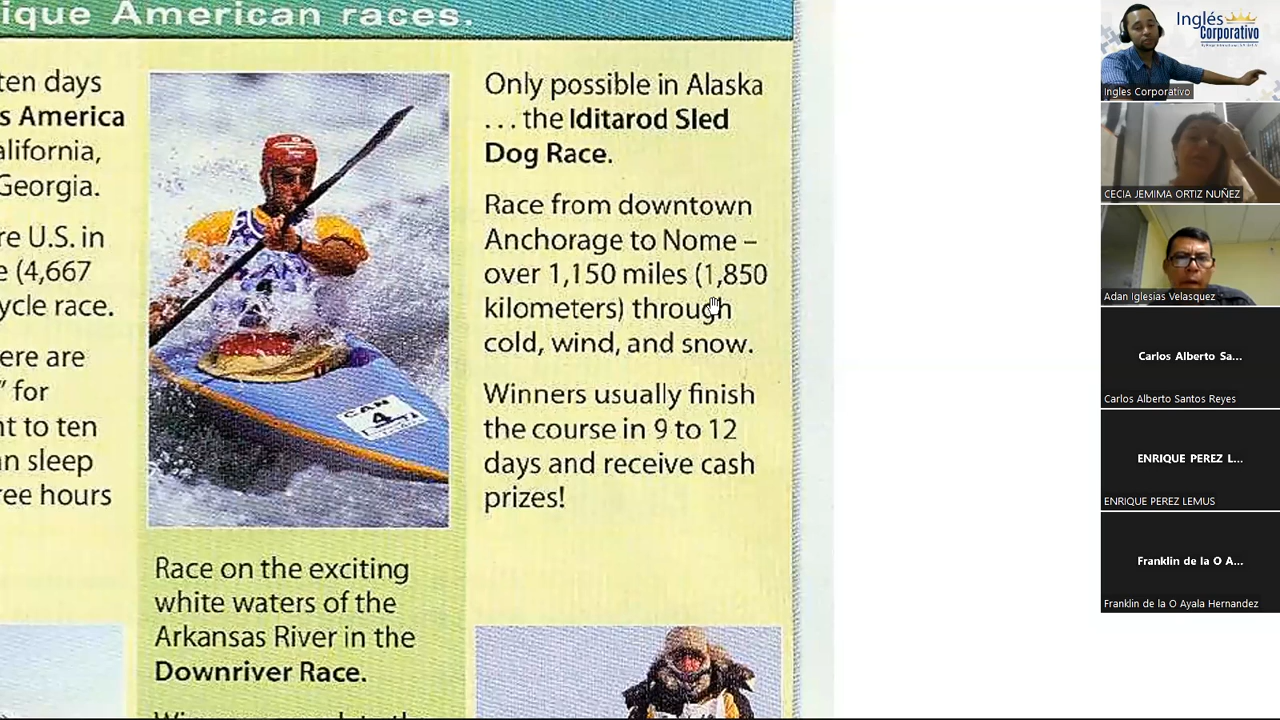 ique American races.
ten days
s America
alifornia,
Georgia.
re U.S. in
e (4,667
ycle race.
ere are
” for
nt to ten
an sleep
ree hours
CAN
4
Race on the exciting
white waters of the
Arkansas River in the
Downriver Race.
Only possible in Alaska
. . . the Iditarod Sled
Dog Race.
Race from downtown
Anchorage to Nome –
over 1,150 miles (1,850
kilometers) through
cold, wind, and snow.
Winners usually finish
the course in 9 to 12
days and receive cash
prizes!
Inglés
Corporativo
Ingles Corporativo
CECIA JEMIMA ORTIZ NUÑEZ
Adan Iglesias Velasquez
Carlos Alberto Sa...
Carlos Alberto Santos Reyes
ENRIQUE PEREZ L...
ENRIQUE PEREZ LEMUS
Franklin de la O A...
Franklin de la O Ayala Hernandez